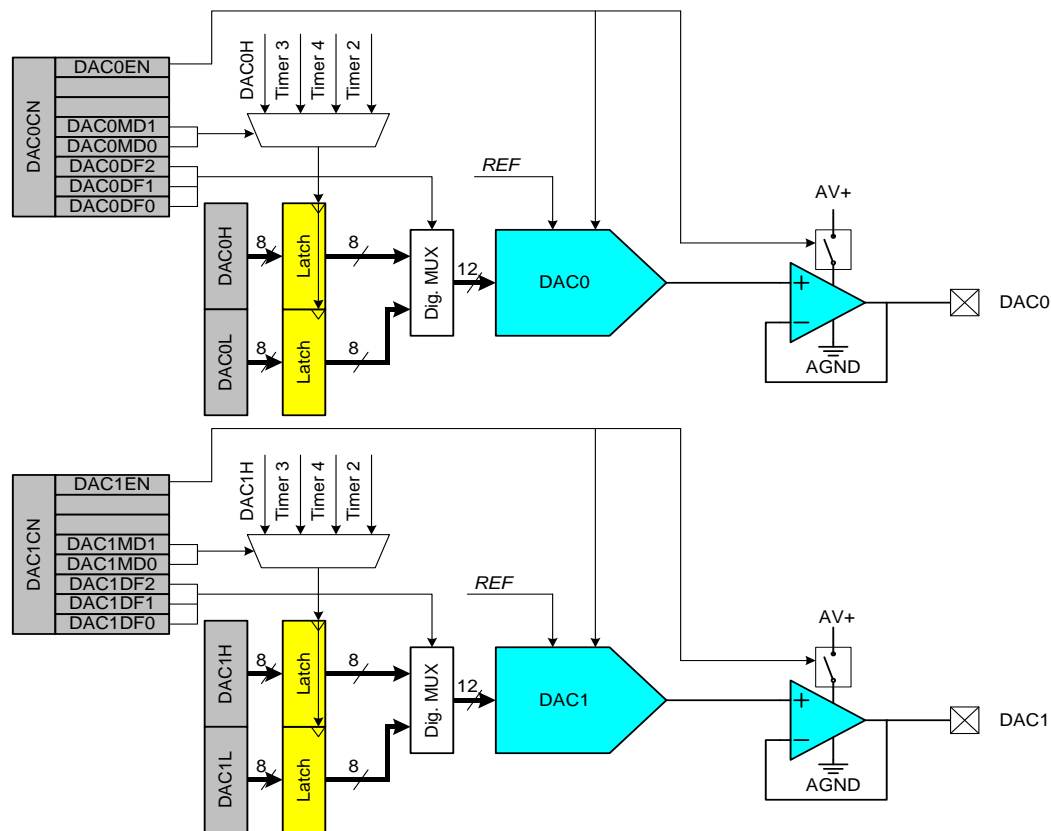 DAC0CN
DAC0EN
DAC0MD1
DAC0MD0
DAC0DF2
DAC0DF1
DAC0DF0
DAC0H
Timer 3
Timer 4
Timer 2
REF
AV+
DAC0H
8
Latch
8
Dig. MUX
12
DAC0
+
−
DAC0
DAC0L
8
Latch
8
AGND
DAC1CN
DAC1EN
DAC1MD1
DAC1MD0
DAC1DF2
DAC1DF1
DAC1DF0
DAC1H
Timer 3
Timer 4
Timer 2
REF
AV+
DAC1H
8
Latch
8
Dig. MUX
12
DAC1
+
−
DAC1
DAC1L
8
Latch
8
AGND